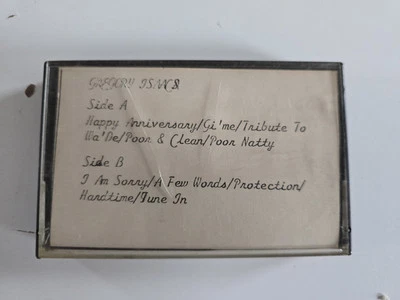 GREGORY ISAACS
Side A
Happy Anniversary/Gi'me/Tribute To
Wa'De/Poor & Clean/Poor Natty
Side B
I Am Sorry/A Few Words/Protection/
Hardtime/Tune In